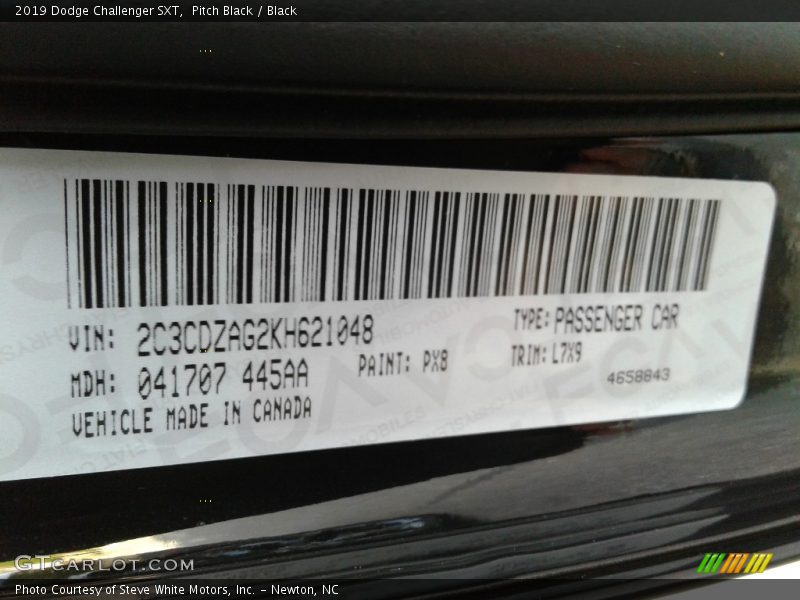 2019 Dodge Challenger SXT,  Pitch Black / Black
VIN: 2C3CDZAG2KH621048
TYPE: PASSENGER CAR
MDH: 041707 445AA
PAINT: PX8
TRIM: L7X9
4658843
VEHICLE MADE IN CANADA
GTCARLOT.COM
Photo Courtesy of Steve White Motors, Inc. – Newton, NC